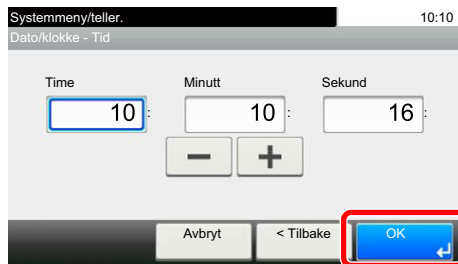 Systemmeny/teller. 10:10
Dato/klokke - Tid
Time Minutt Sekund
10 : 10 : 16 :
− +
Avbryt < Tilbake OK